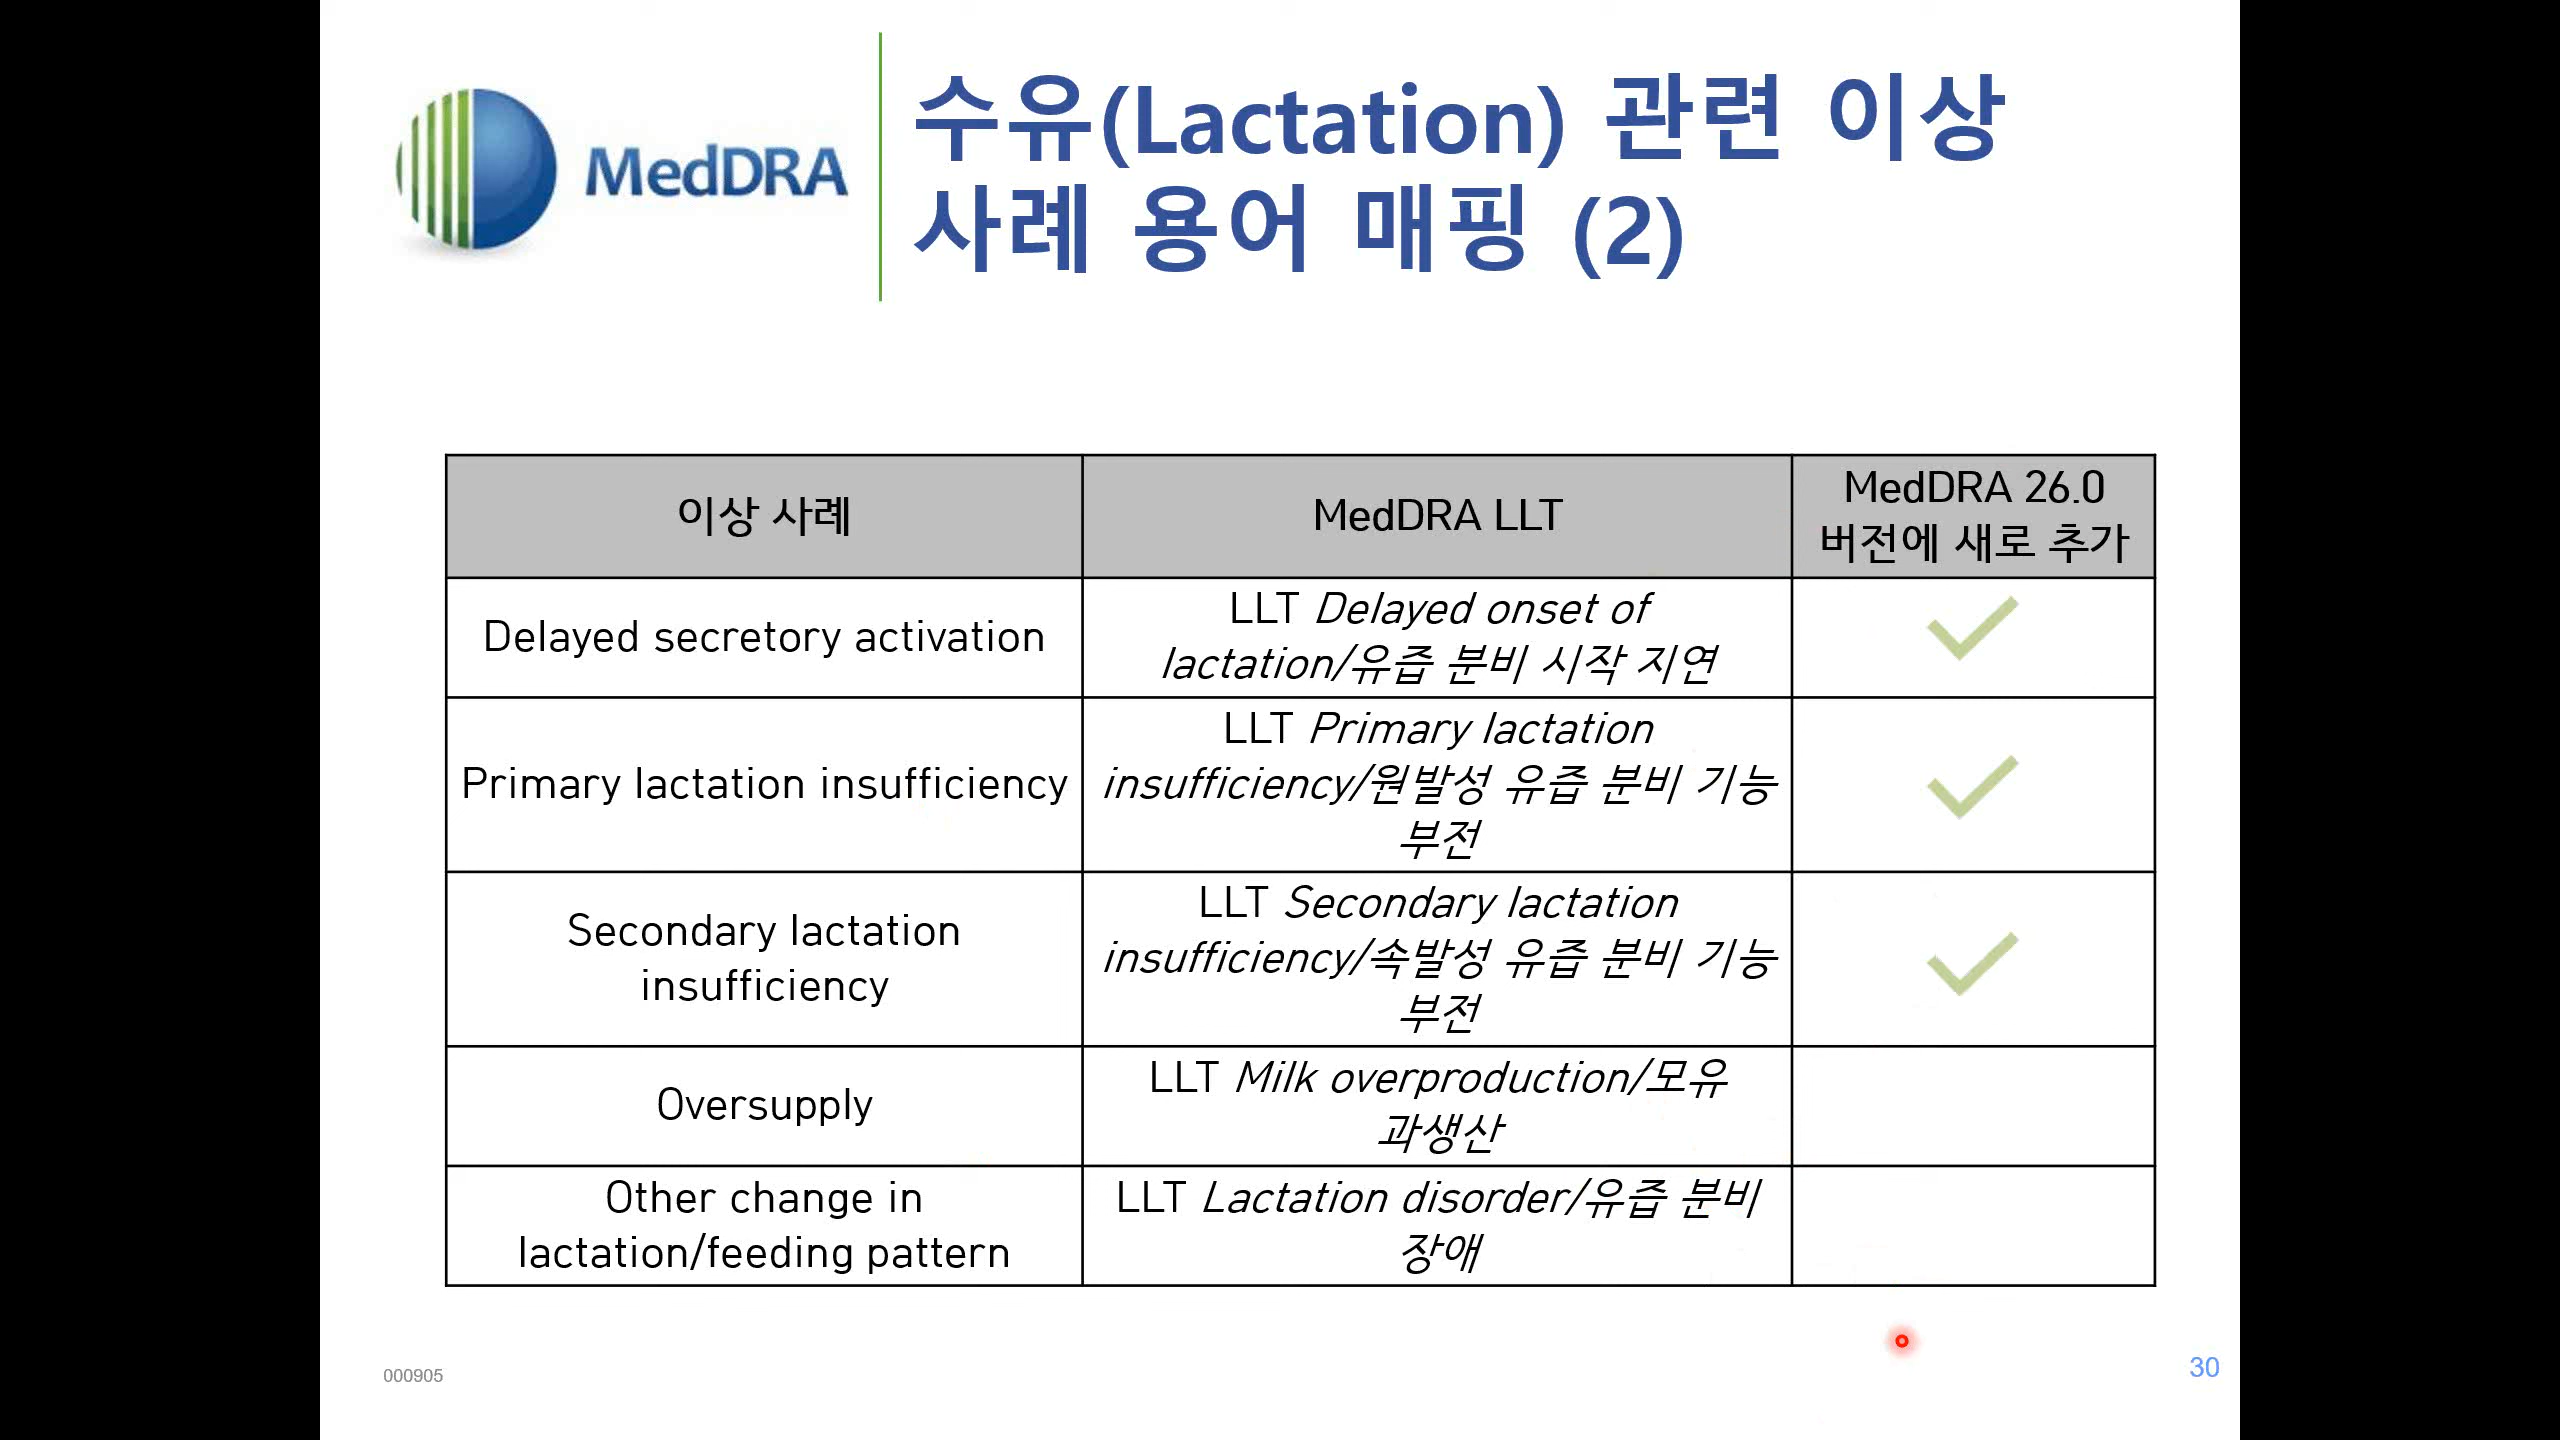 MedDRA
수유(Lactation) 관련 이상
사례 용어 매핑 (2)
이상 사례
MedDRA LLT
MedDRA 26.0
버전에 새로 추가
Delayed secretory activation
LLT Delayed onset of
lactation/유즙 분비 시작 지연
Primary lactation insufficiency
LLT Primary lactation
insufficiency/원발성 유즙 분비 기능
부전
Secondary lactation
insufficiency
LLT Secondary lactation
insufficiency/속발성 유즙 분비 기능
부전
Oversupply
LLT Milk overproduction/모유
과생산
Other change in
lactation/feeding pattern
LLT Lactation disorder/유즙 분비
장애
000905
30